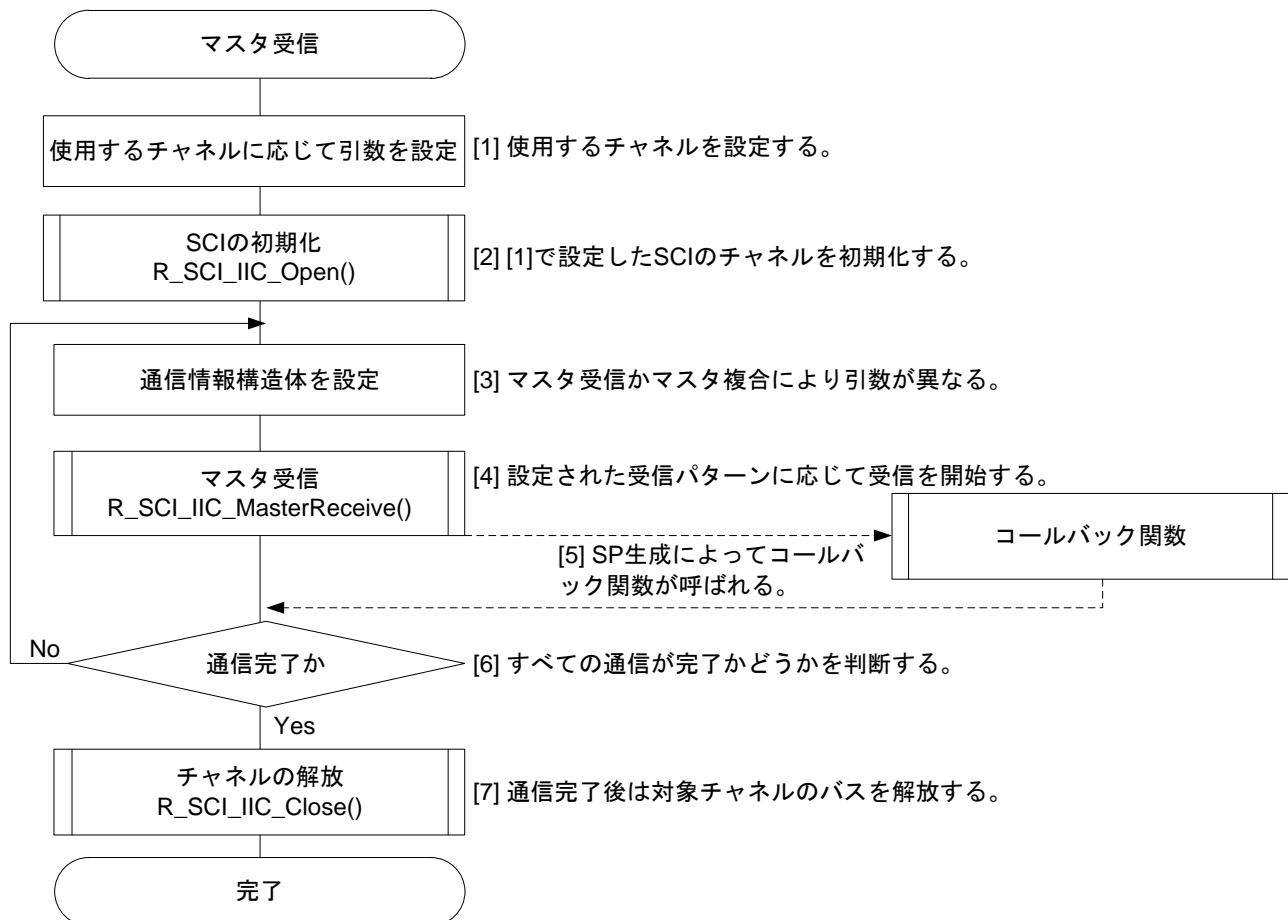 マスタ受信
使用するチャネルに応じて引数を設定
[1] 使用するチャネルを設定する。
SCIの初期化
R_SCI_IIC_Open()
[2] [1]で設定したSCIのチャネルを初期化する。
通信情報構造体を設定
[3] マスタ受信かマスタ複合により引数が異なる。
マスタ受信
R_SCI_IIC_MasterReceive()
[4] 設定された受信パターンに応じて受信を開始する。
コールバック関数
[5] SP生成によってコールバ
ック関数が呼ばれる。
No
通信完了か
[6] すべての通信が完了かどうかを判断する。
Yes
チャネルの解放
R_SCI_IIC_Close()
[7] 通信完了後は対象チャネルのバスを解放する。
完了